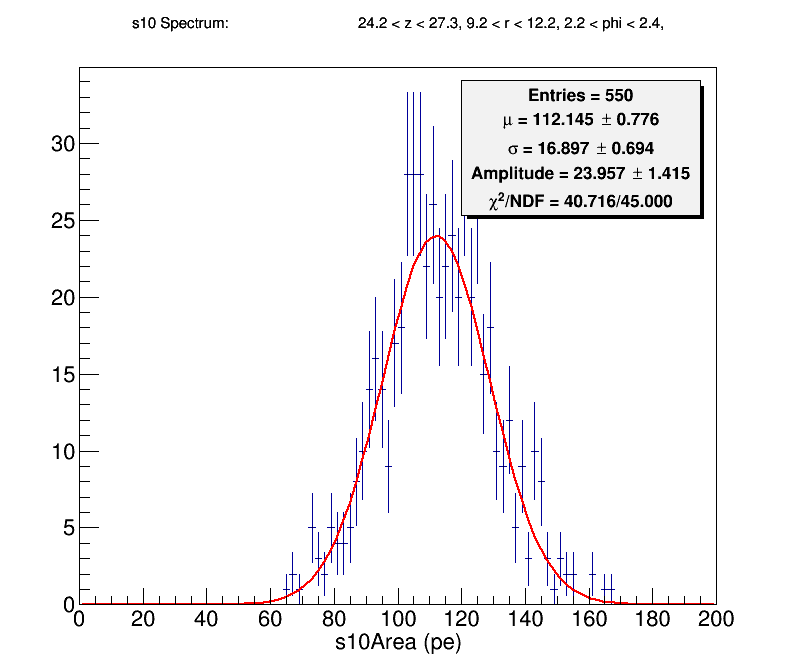 s10 Spectrum: 24.2 < z < 27.3, 9.2 < r < 12.2, 2.2 < phi < 2.4,
Entries = 550
μ = 112.145 ± 0.776
σ = 16.897 ± 0.694
Amplitude = 23.957 ± 1.415
χ²/NDF = 40.716/45.000
30
25
20
15
10
5
0
0 20 40 60 80 100 120 140 160 180 200
s10Area (pe)